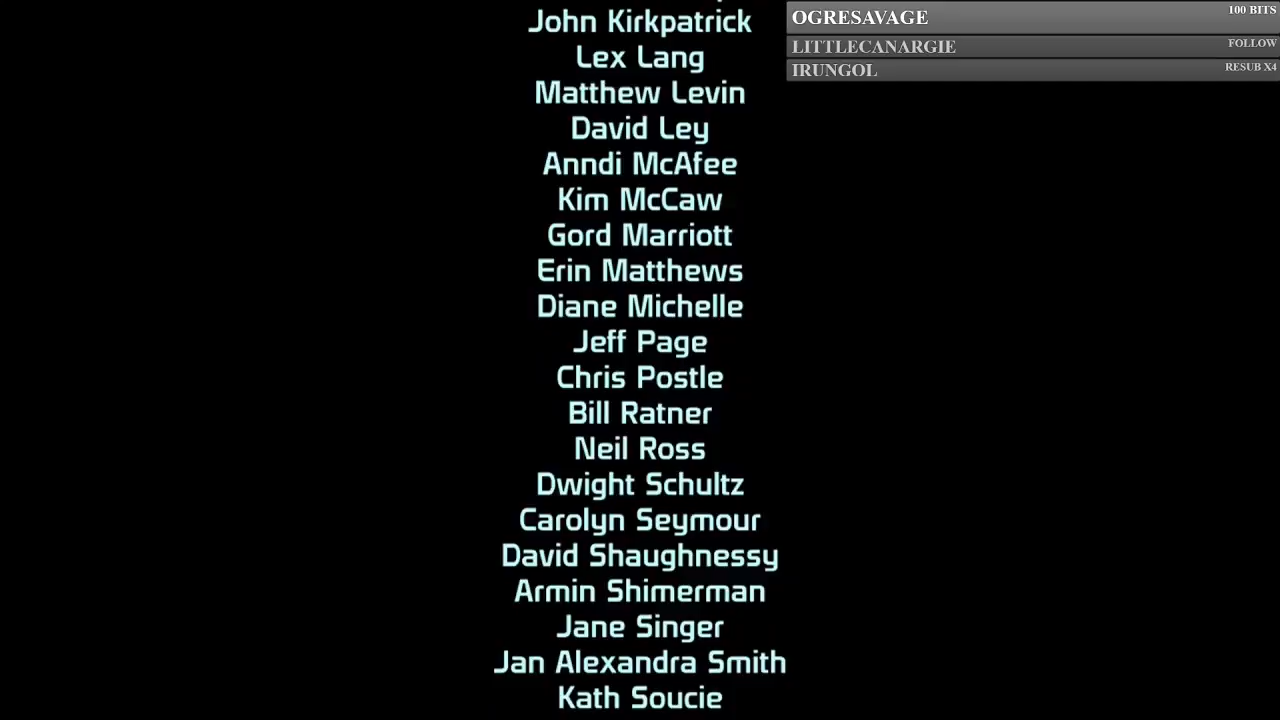 John Kirkpatrick
Lex Lang
Matthew Levin
David Ley
Anndi McAfee
Kim McCaw
Gord Marriott
Erin Matthews
Diane Michelle
Jeff Page
Chris Postle
Bill Ratner
Neil Ross
Dwight Schultz
Carolyn Seymour
David Shaughnessy
Armin Shimerman
Jane Singer
Jan Alexandra Smith
Kath Soucie
OGRESAVAGE 100 BITS
LITTLECANARGIE FOLLOW
IRUNGOL RESUB X4